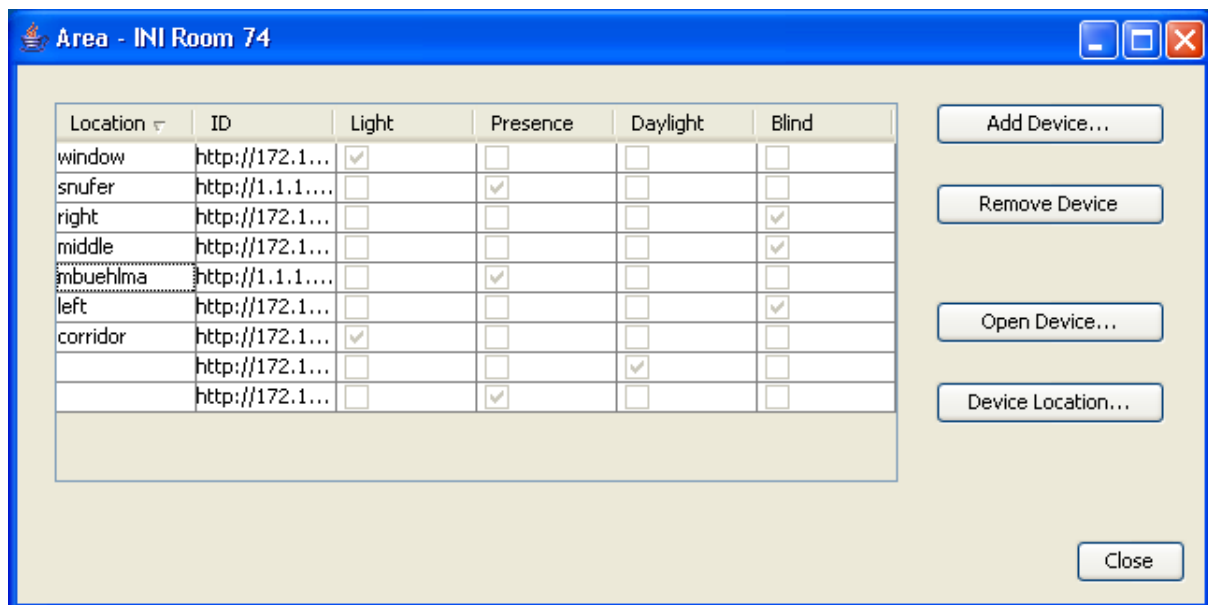 Area - INI Room 74
Location ID Light Presence Daylight Blind
window http://172.1...
snufer http://1.1.1....
right http://172.1...
middle http://172.1...
mbuehlma http://1.1.1....
left http://172.1...
corridor http://172.1...
http://172.1...
http://172.1...
Add Device...
Remove Device
Open Device...
Device Location...
Close